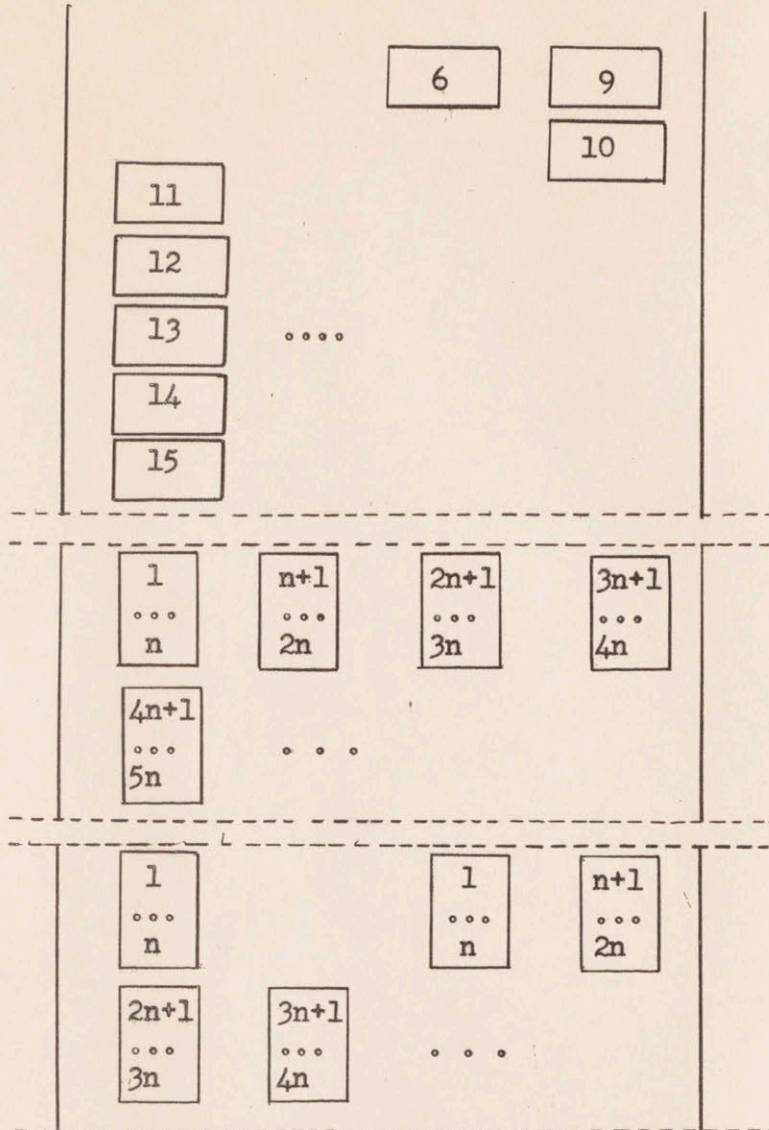 6 9
10
11
12
13 ....
14
15
1 n+1 2n+1 3n+1
... ... ... ...
n 2n 3n 4n
4n+1
... . . .
5n
1 1 n+1
... ... ...
n n 2n
2n+1 3n+1
... ... . . .
3n 4n